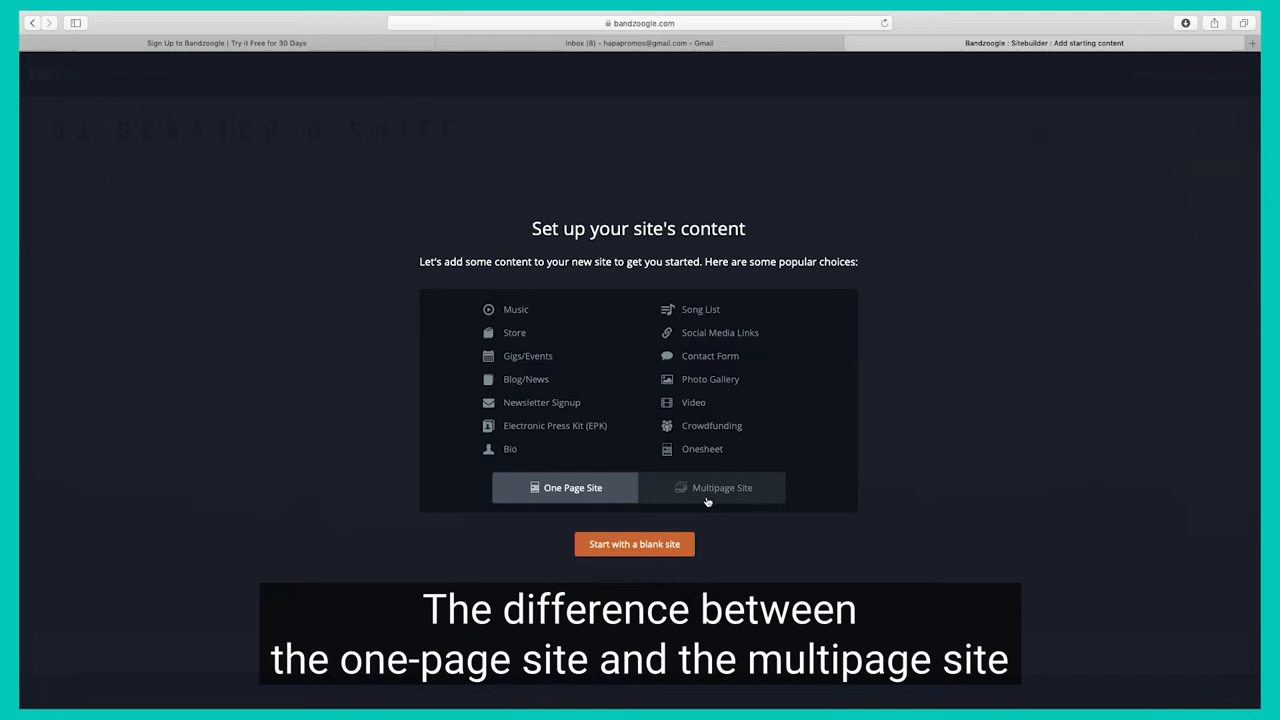 bandzoogle.com
Sign Up to Bandzoogle | Try it Free for 30 Days
Inbox (8) - hapapromos@gmail.com - Gmail
Bandzoogle : Sitebuilder : Add starting content
DJ SCRATCH N SNIFF
Set up your site's content
Let's add some content to your new site to get you started. Here are some popular choices:
Music
Song List
Store
Social Media Links
Gigs/Events
Contact Form
Blog/News
Photo Gallery
Newsletter Signup
Video
Electronic Press Kit (EPK)
Crowdfunding
Bio
Onesheet
One Page Site
Multipage Site
Start with a blank site
The difference between
the one-page site and the multipage site